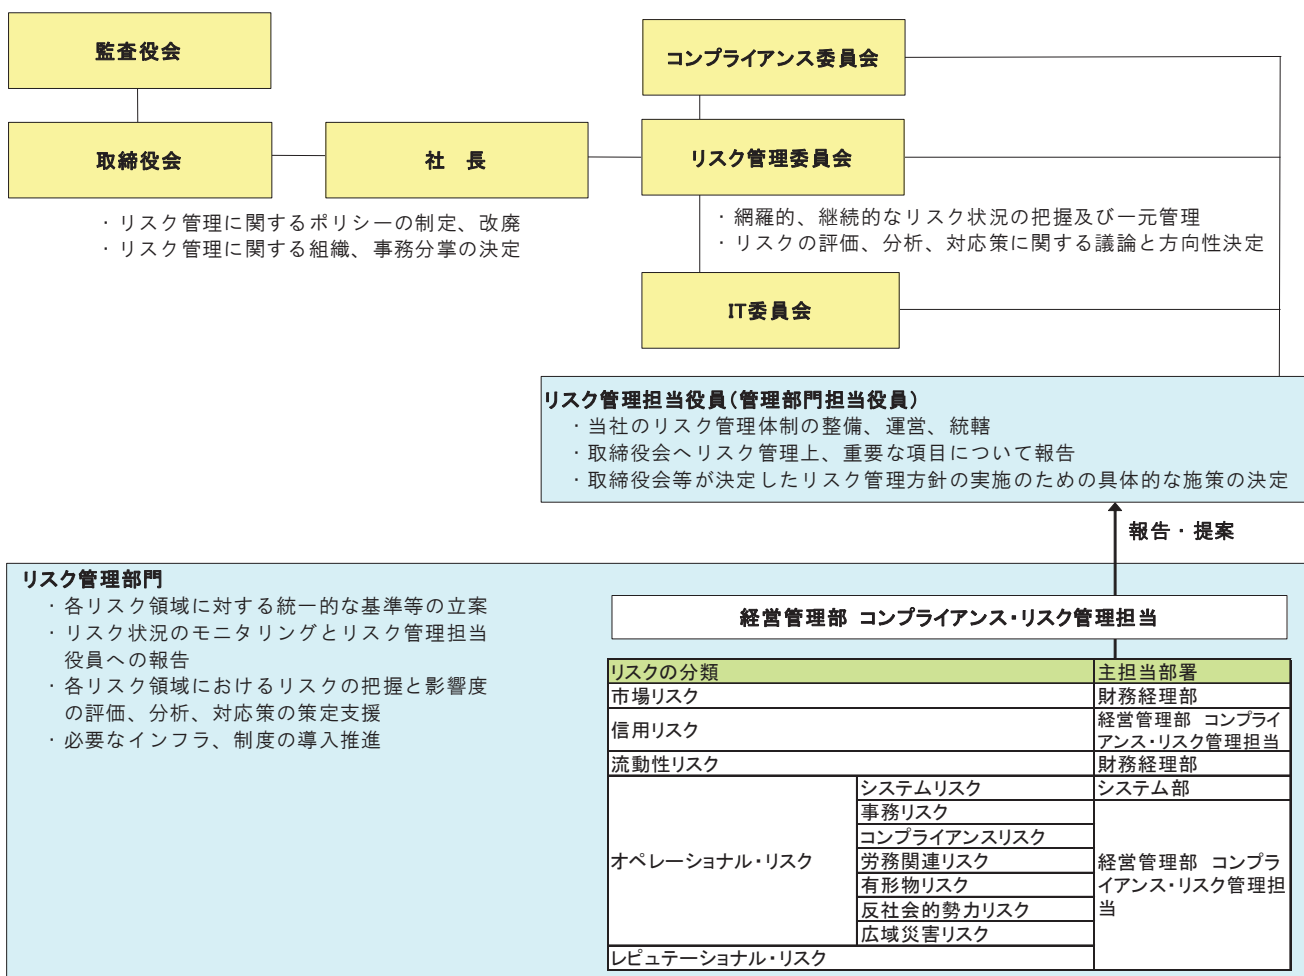 監査役会
コンプライアンス委員会
取締役会
社　長
リスク管理委員会
・リスク管理に関するポリシーの制定、改廃
・リスク管理に関する組織、事務分掌の決定
・網羅的、継続的なリスク状況の把握及び一元管理
・リスクの評価、分析、対応策に関する議論と方向性決定
IT委員会
リスク管理担当役員（管理部門担当役員）
・当社のリスク管理体制の整備、運営、統轄
・取締役会へリスク管理上、重要な項目について報告
・取締役会等が決定したリスク管理方針の実施のための具体的な施策の決定
報告・提案
リスク管理部門
・各リスク領域に対する統一的な基準等の立案
・リスク状況のモニタリングとリスク管理担当
役員への報告
・各リスク領域におけるリスクの把握と影響度
の評価、分析、対応策の策定支援
・必要なインフラ、制度の導入推進
経営管理部 コンプライアンス・リスク管理担当
リスクの分類
主担当部署
市場リスク
財務経理部
信用リスク
経営管理部 コンプライ
アンス・リスク管理担当
流動性リスク
財務経理部
オペレーショナル・リスク
システムリスク
システム部
事務リスク
コンプライアンスリスク
労務関連リスク
有形物リスク
反社会的勢力リスク
広域災害リスク
経営管理部 コンプラ
イアンス・リスク管理担
当
レピュテーショナル・リスク